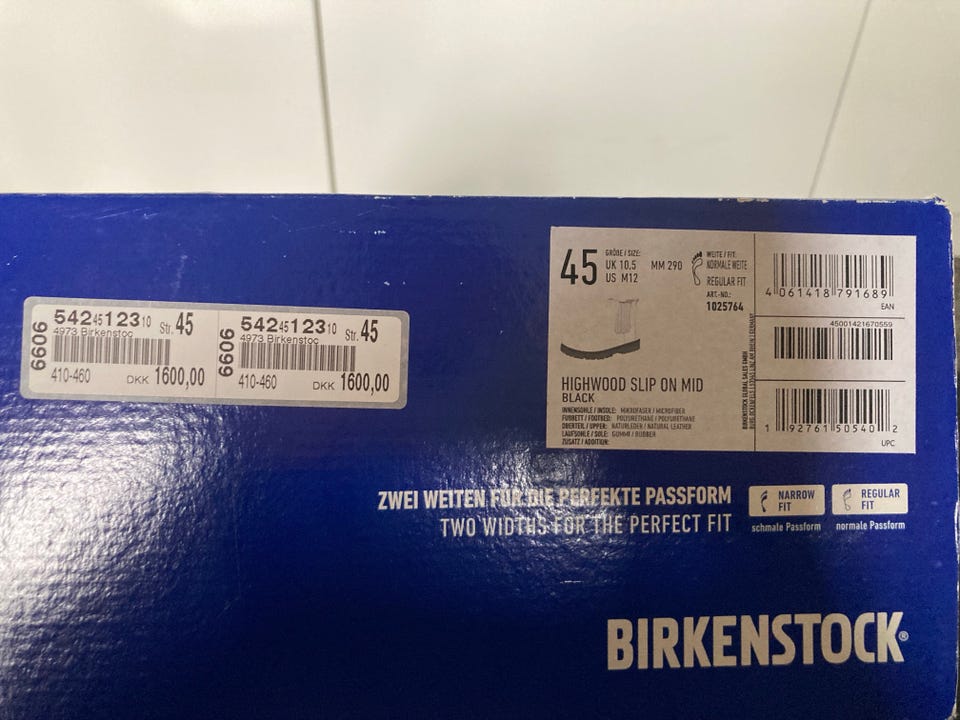 6606
542 45 123 10 Str. 45
4973 Birkenstoc
410-460 DKK 1600,00
6606
542 45 123 10 Str. 45
4973 Birkenstoc
410-460 DKK 1600,00
45
GRÖßE / SIZE:
UK 10,5
US M12
MM 290
WEITE / FIT:
NORMALE WEITE
REGULAR FIT
ART.-NO.:
1025764
HIGHWOOD SLIP ON MID
BLACK
INNENSOHLE / INSOLE: MIKROFASER / MICROFIBER
FUßBETT / FOOTBED: POLYURETHANE / POLYURETHANE
OBERTEIL / UPPER: NATURLEDER / NATURAL LEATHER
LAUFSOHLE / SOLE: GUMMI / RUBBER
ZUSATZ / ADDITION:
BIRKENSTOCK GLOBAL SALES GMBH
4 061418 791689
EAN
45001421670559
1 92761 50540 2
UPC
ZWEI WEITEN FÜR DIE PERFEKTE PASSFORM
TWO WIDTHS FOR THE PERFECT FIT
NARROW
FIT
schmale Passform
REGULAR
FIT
normale Passform
BIRKENSTOCK®